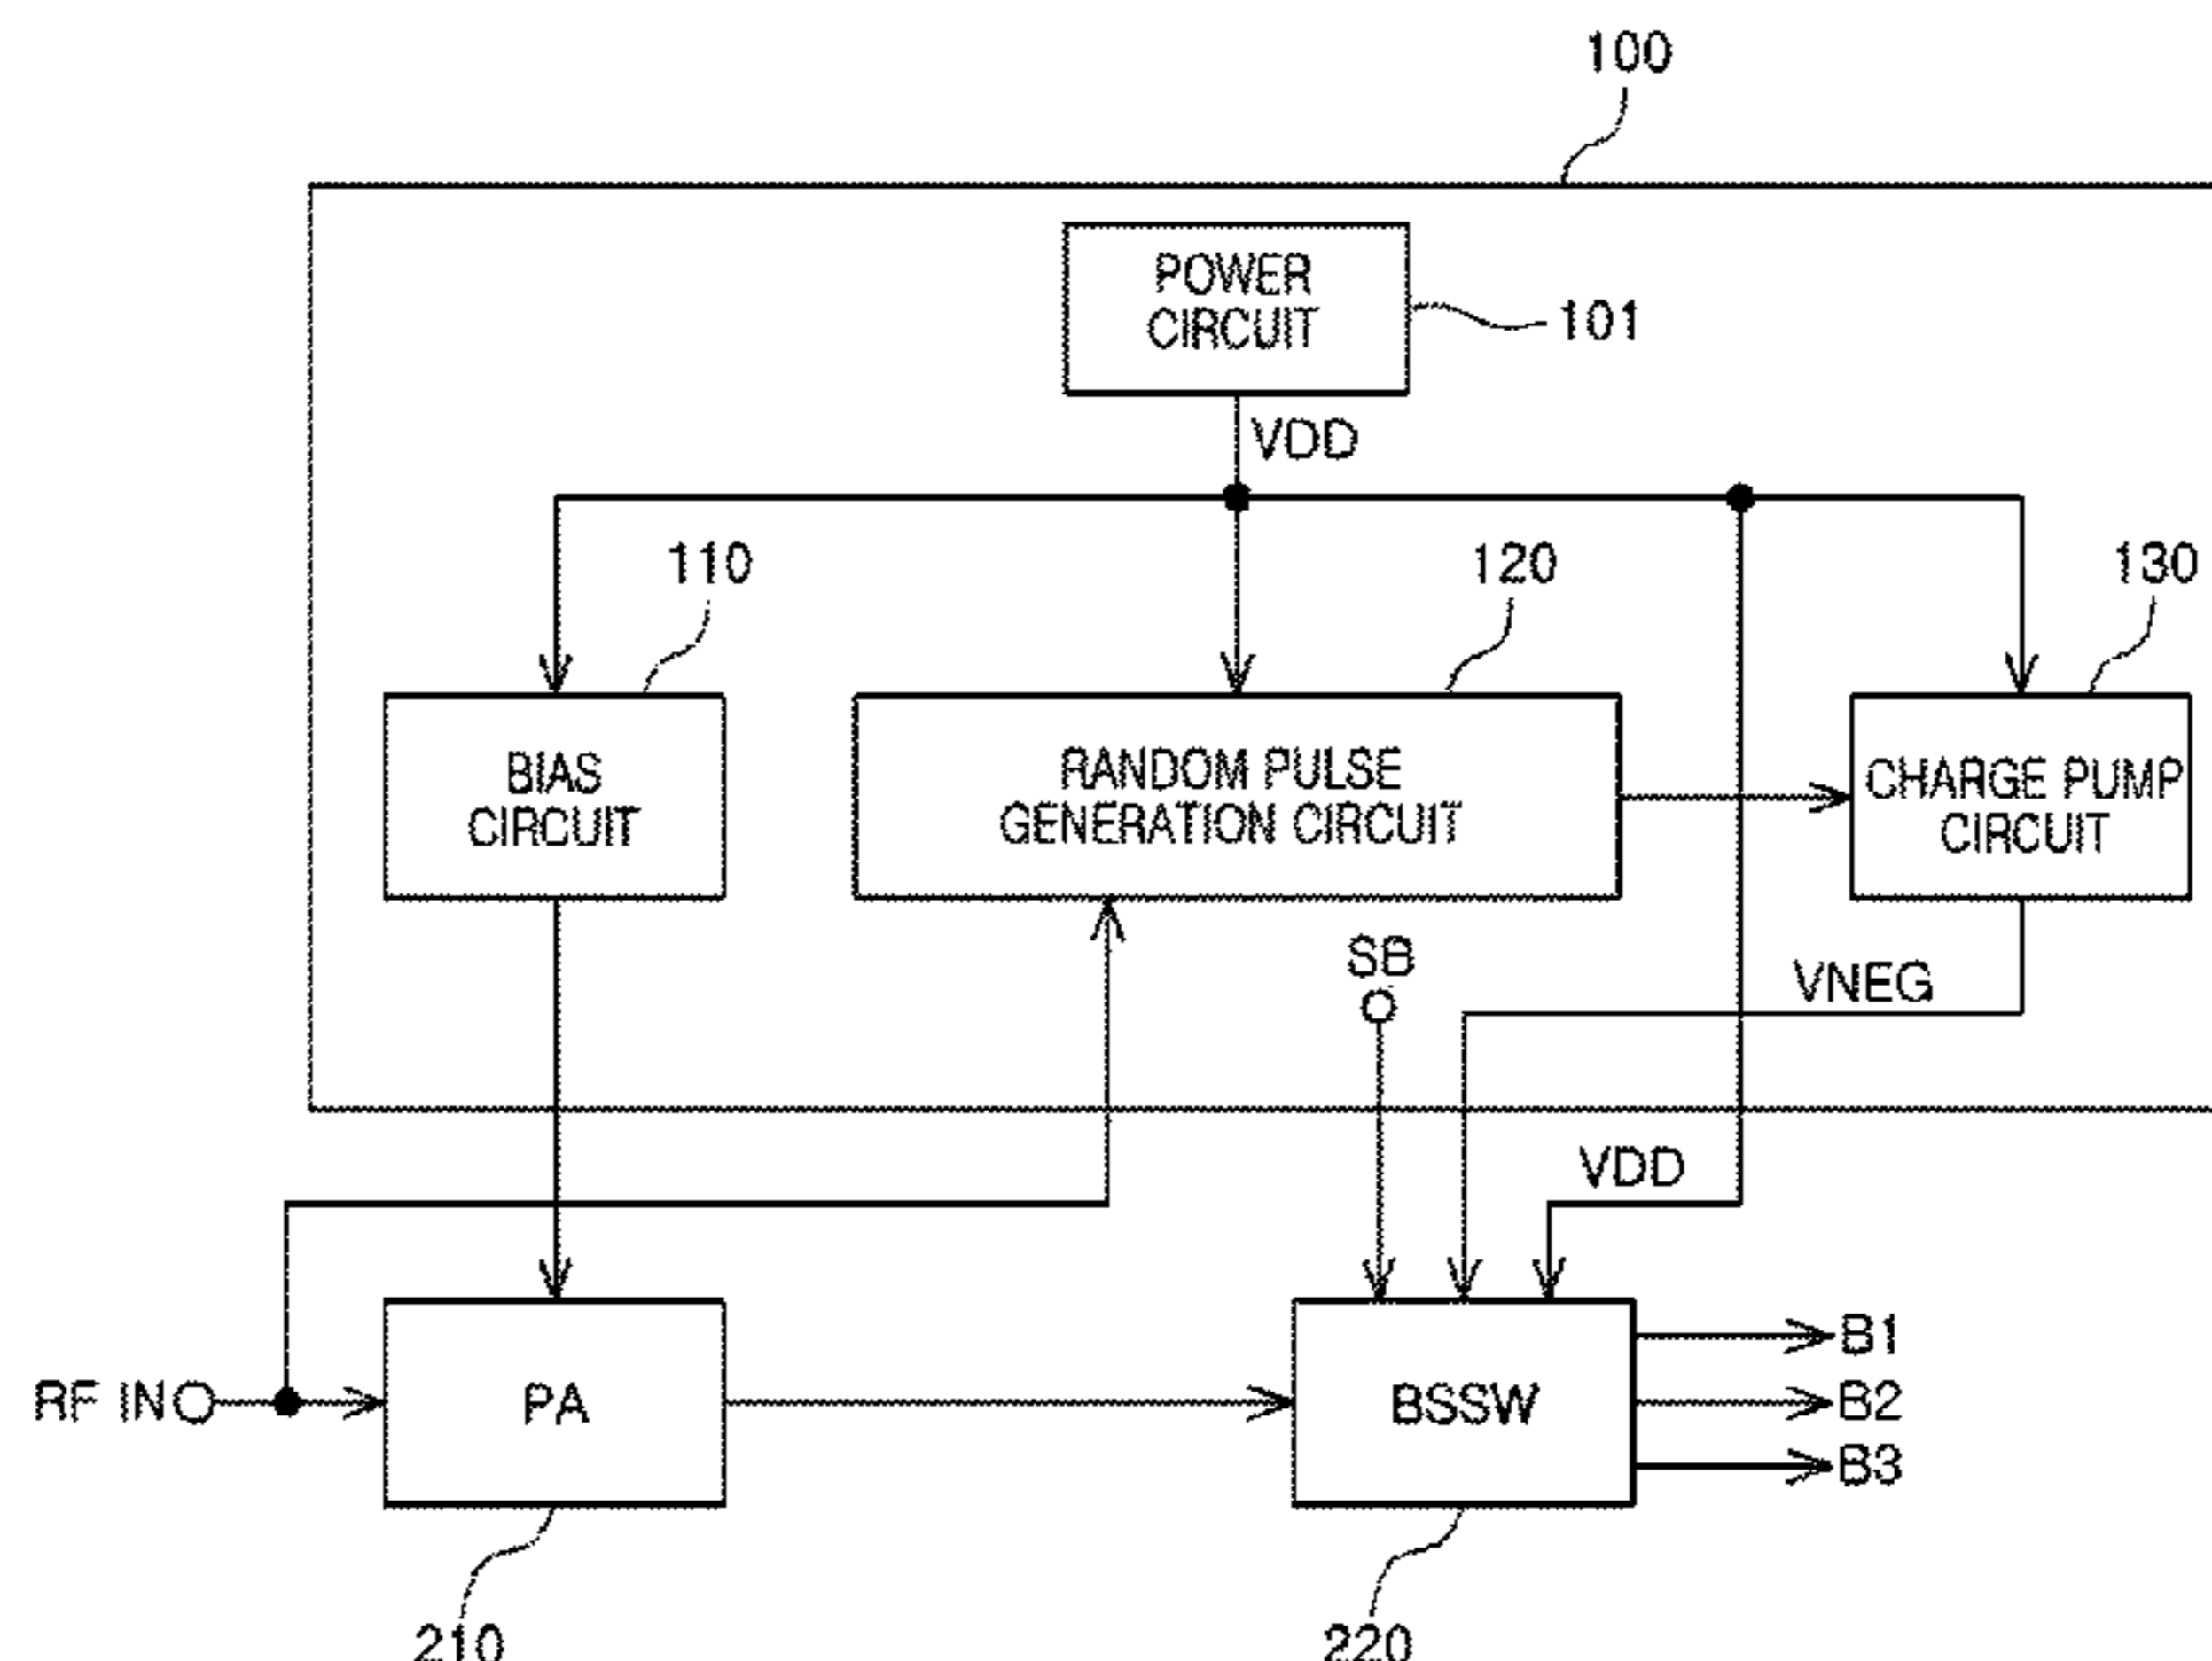 100
POWER
CIRCUIT
101
VDD
110
120
130
BIAS
CIRCUIT
RANDOM PULSE
GENERATION CIRCUIT
CHARGE PUMP
CIRCUIT
SB
VNEG
VDD
RF IN
PA
BSSW
B1
B2
B3
210
220